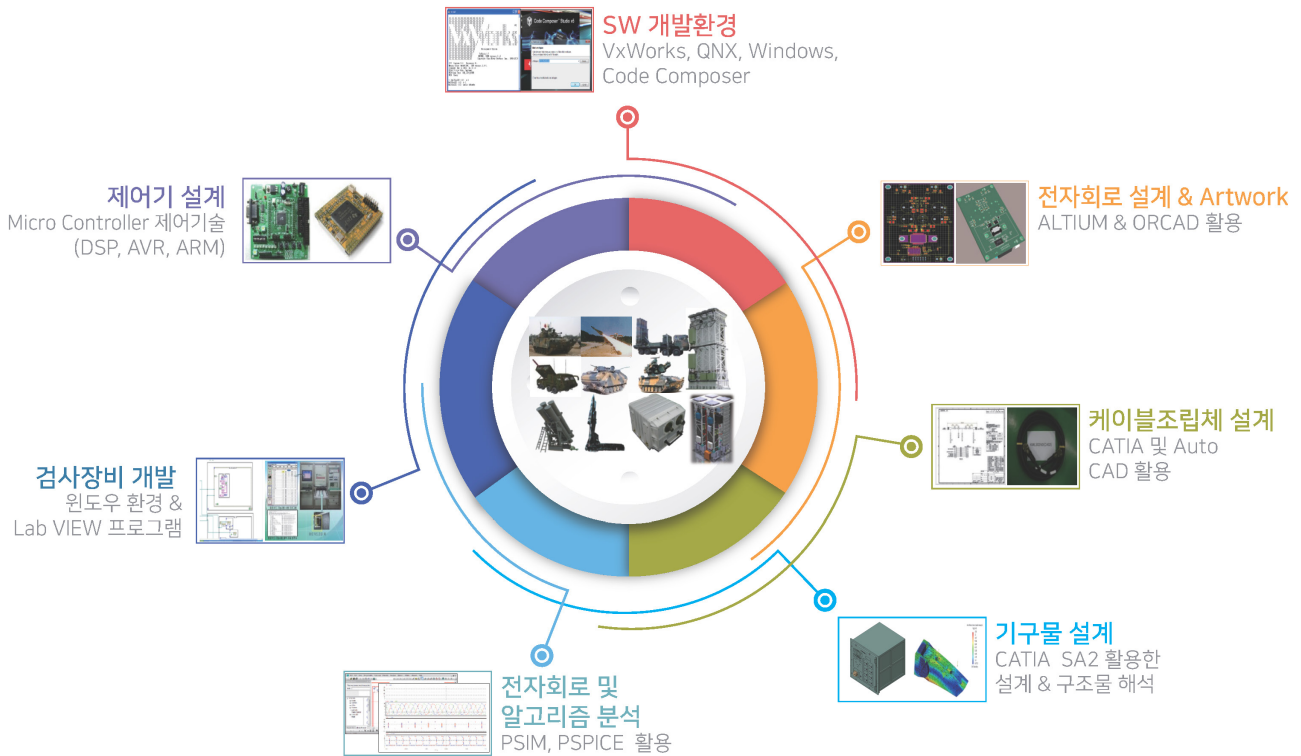 SW 개발환경
VxWorks, QNX, Windows,
Code Composer
Code Composer Studio
제어기 설계
Micro Controller 제어기술
(DSP, AVR, ARM)
전자회로 설계 & Artwork
ALTIUM & ORCAD 활용
케이블조립체 설계
CATIA 및 Auto
CAD 활용
검사장비 개발
윈도우 환경 &
Lab VIEW 프로그램
기구물 설계
CATIA SA2 활용한
설계 & 구조물 해석
전자회로 및
알고리즘 분석
PSIM, PSPICE 활용